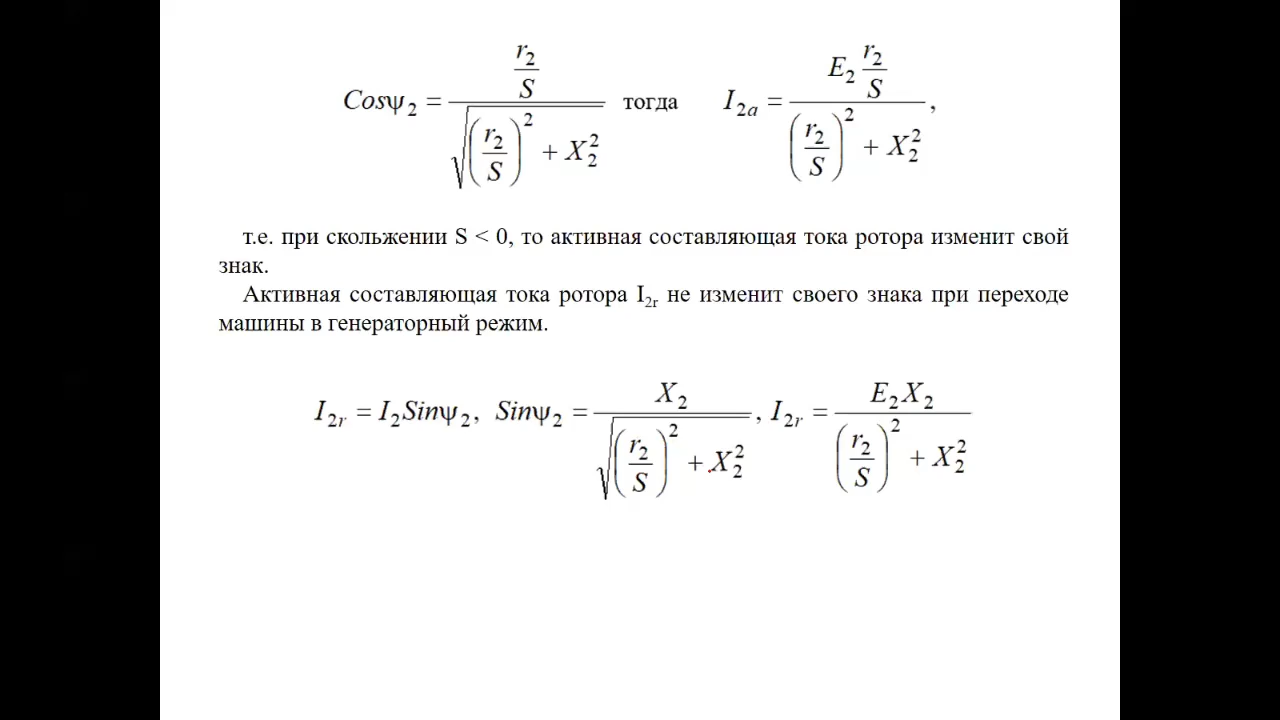 Cosψ₂ = (r₂/S) / √((r₂/S)² + X₂²) тогда I₂ₐ = (E₂ r₂/S) / ((r₂/S)² + X₂²),
т.е. при скольжении S < 0, то активная составляющая тока ротора изменит свой
знак.
Активная составляющая тока ротора I₂ᵣ не изменит своего знака при переходе
машины в генераторный режим.
I₂ᵣ = I₂Sinψ₂, Sinψ₂ = X₂ / √((r₂/S)² + X₂²), I₂ᵣ = E₂X₂ / ((r₂/S)² + X₂²)